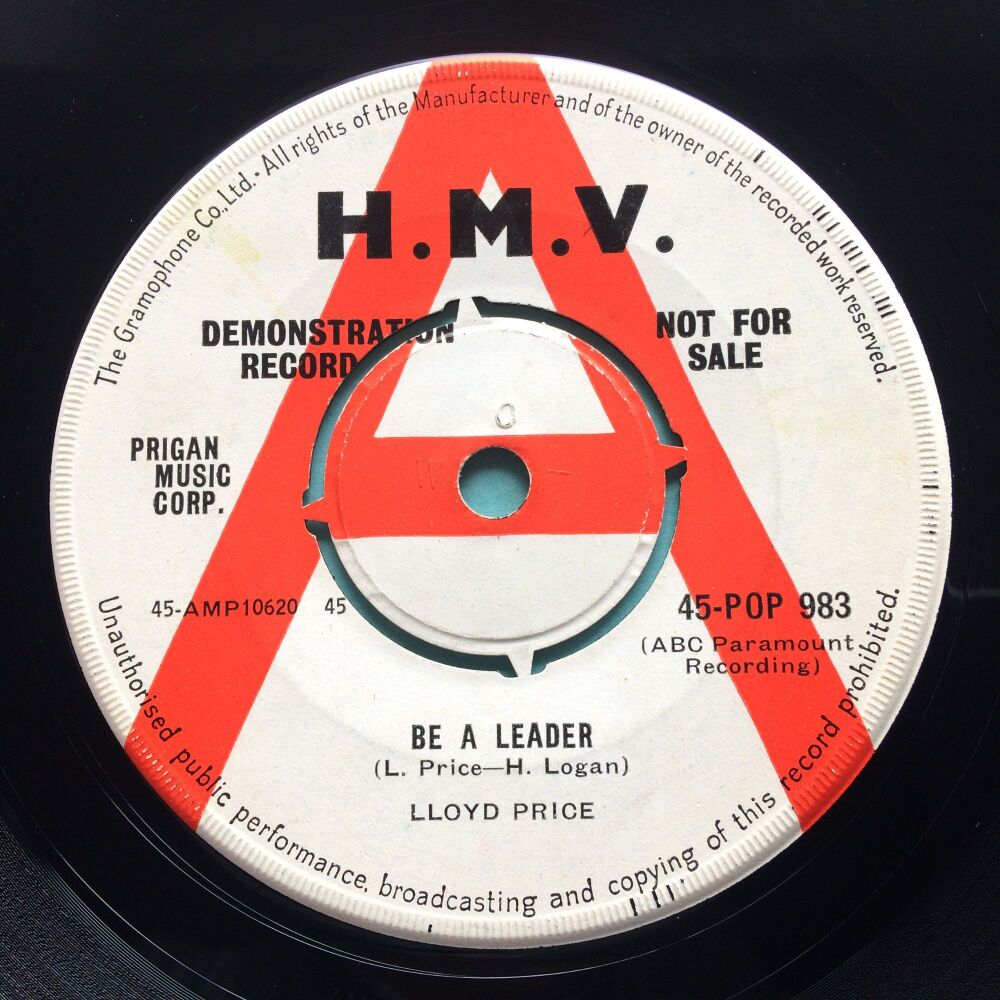 The Gramophone Co., Ltd. · All rights of the Manufacturer and of the owner of the recorded work reserved.
H.M.V.
DEMONSTRATION
RECORD
NOT FOR
SALE
PRIGAN
MUSIC
CORP.
45-AMP10620 45
45-POP 983
(ABC Paramount
Recording)
BE A LEADER
(L. Price—H. Logan)
LLOYD PRICE
Unauthorised public performance, broadcasting and copying of this record prohibited.